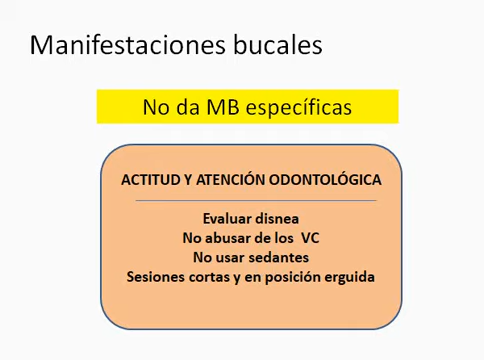 Manifestaciones bucales
No da MB específicas
ACTITUD Y ATENCIÓN ODONTOLÓGICA
Evaluar disnea
No abusar de los VC
No usar sedantes
Sesiones cortas y en posición erguida